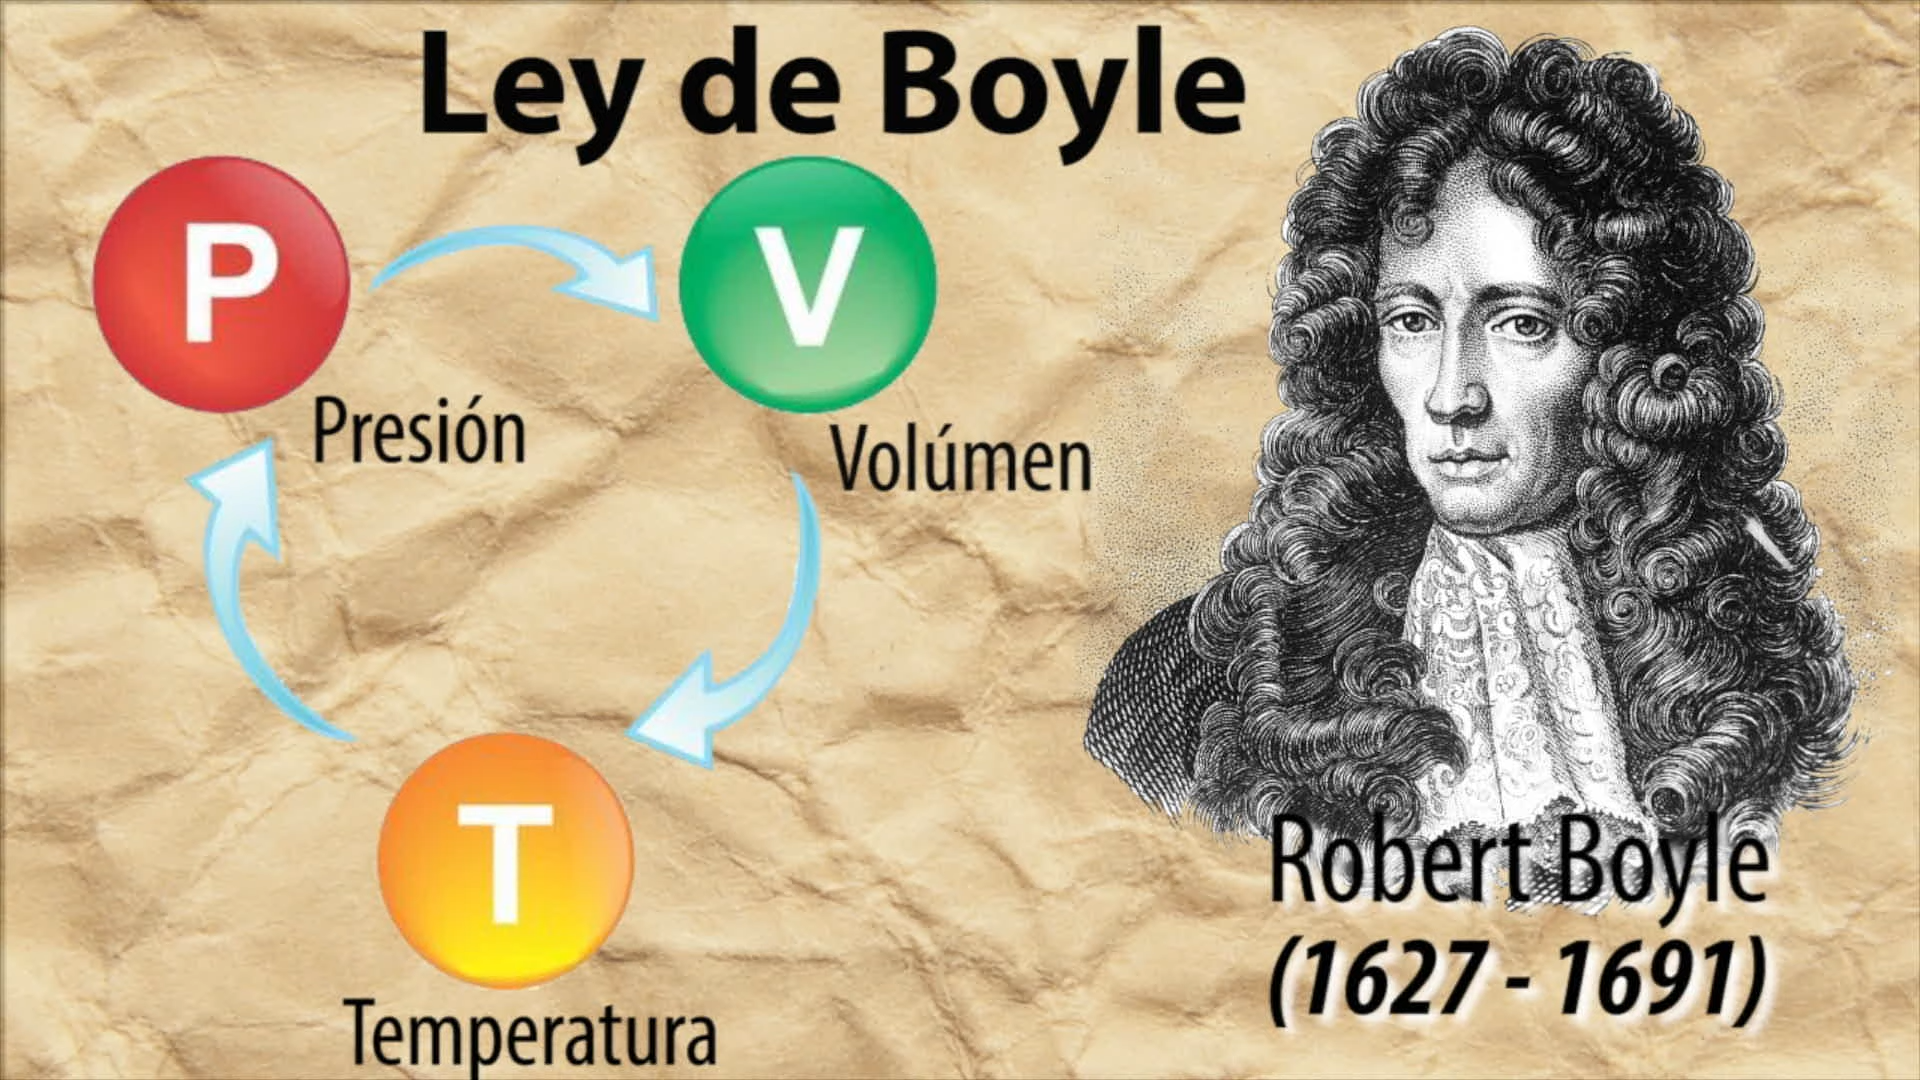 Ley de Boyle
P
V
Presión
Volúmen
T
Temperatura
Robert Boyle
(1627 - 1691)